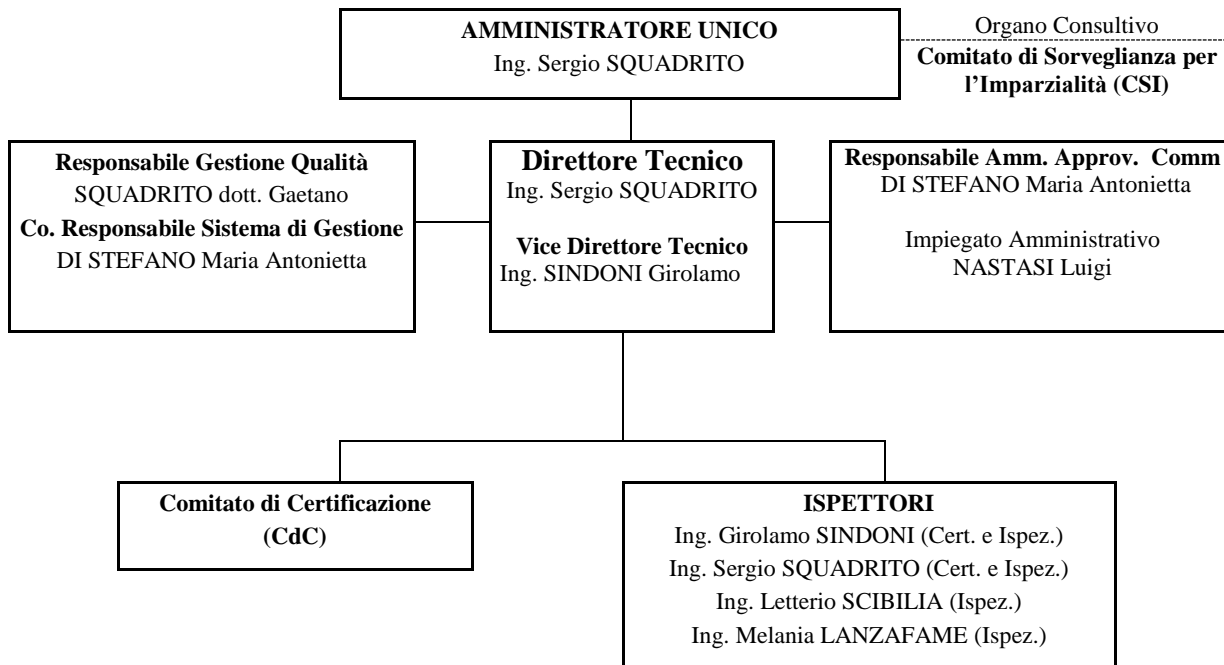 AMMINISTRATORE UNICO
Ing. Sergio SQUADRITO
Organo Consultivo
Comitato di Sorveglianza per
l'Imparzialità (CSI)
Responsabile Gestione Qualità
SQUADRITO dott. Gaetano
Co. Responsabile Sistema di Gestione
DI STEFANO Maria Antonietta
Direttore Tecnico
Ing. Sergio SQUADRITO
Vice Direttore Tecnico
Ing. SINDONI Girolamo
Responsabile Amm. Approv. Comm
DI STEFANO Maria Antonietta
Impiegato Amministrativo
NASTASI Luigi
Comitato di Certificazione
(CdC)
ISPETTORI
Ing. Girolamo SINDONI (Cert. e Ispez.)
Ing. Sergio SQUADRITO (Cert. e Ispez.)
Ing. Letterio SCIBILIA (Ispez.)
Ing. Melania LANZAFAME (Ispez.)